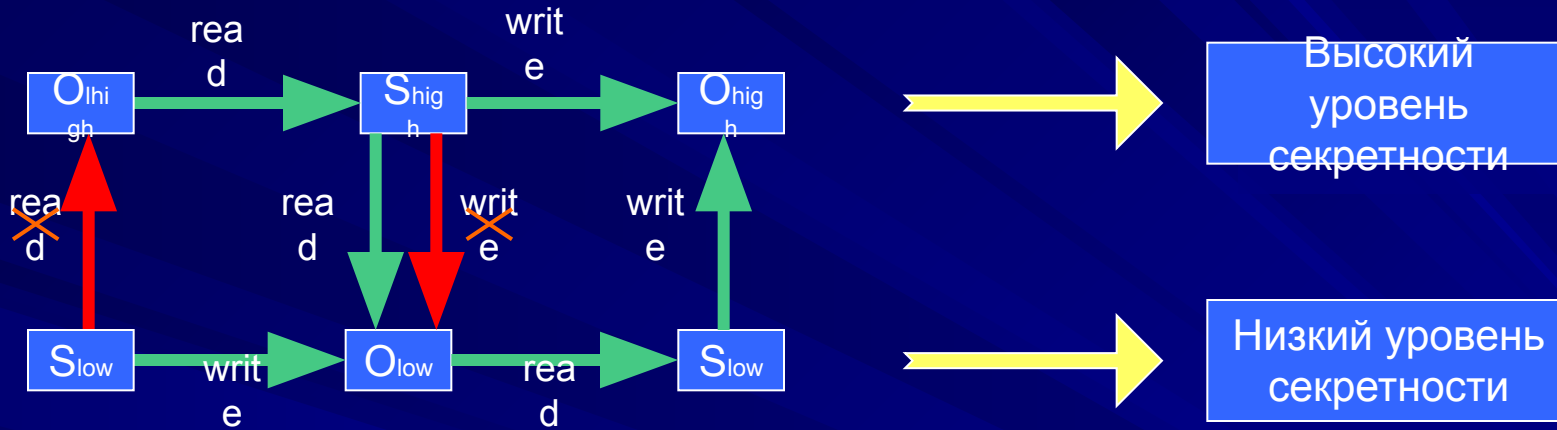 rea
d
writ
e
Olhi
gh
Shig
h
Ohig
h
Высокий
уровень
секретности
rea
d
rea
d
writ
e
writ
e
Slow
writ
e
Olow
rea
d
Slow
Низкий уровень
секретности